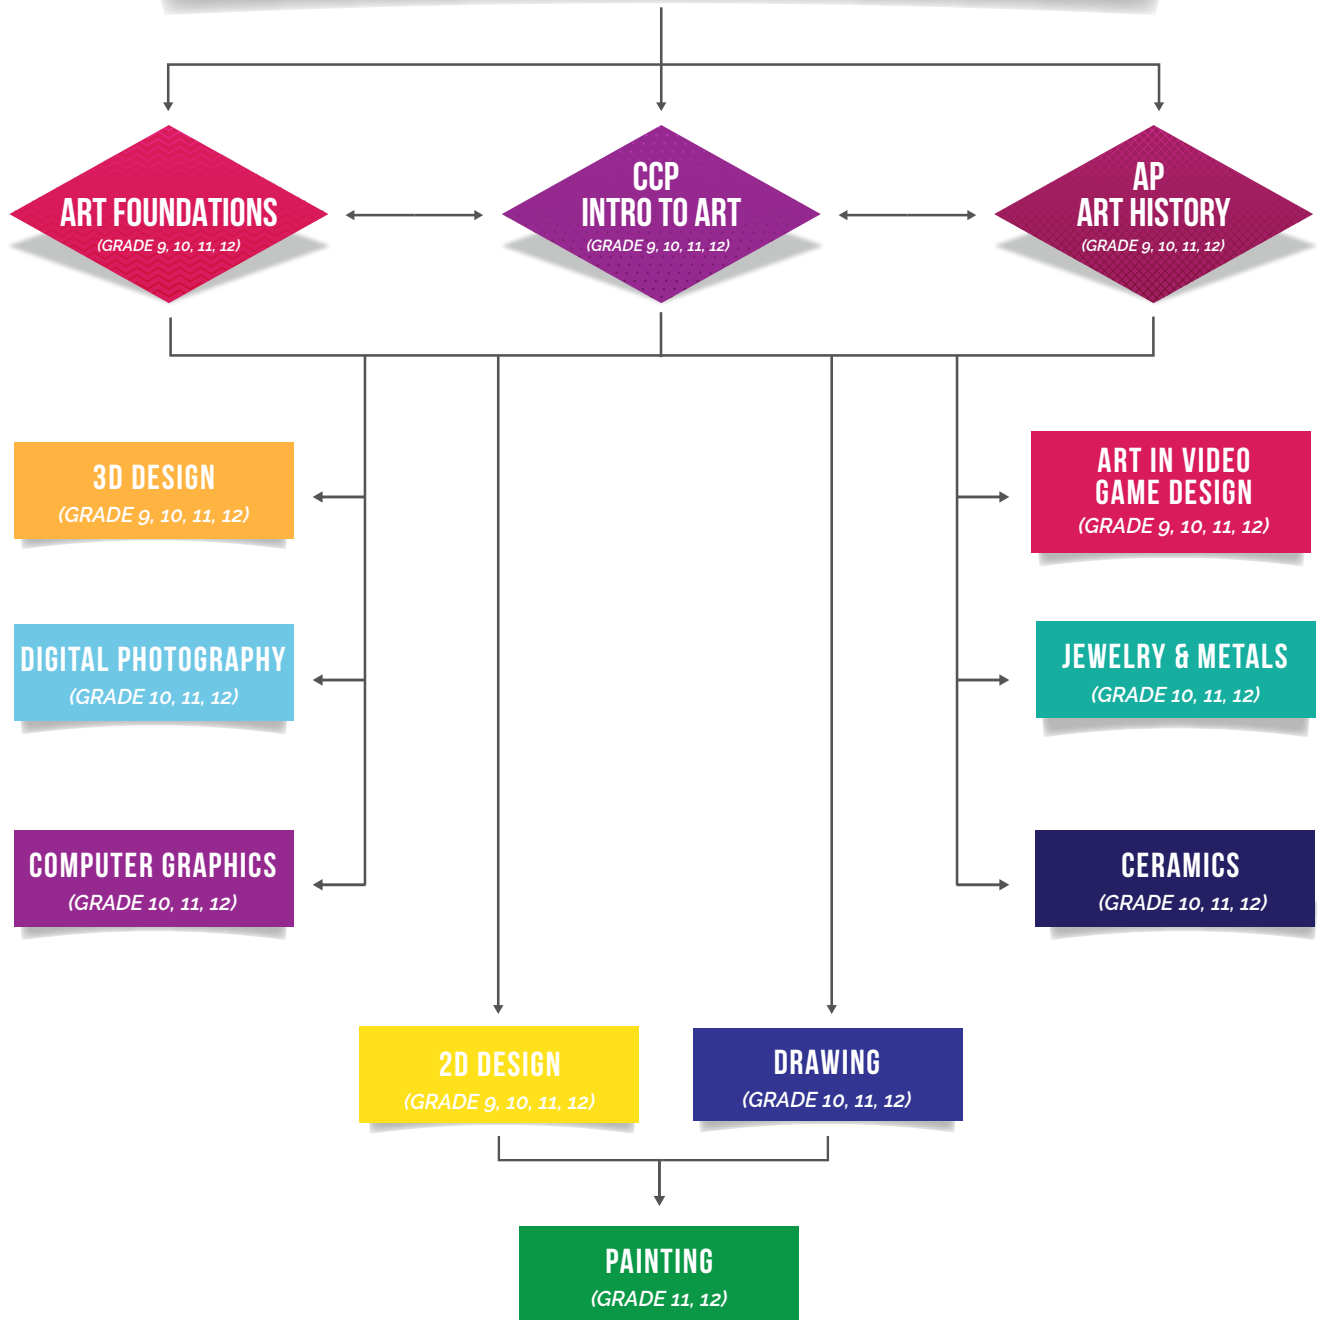 ART FOUNDATIONS
(GRADE 9, 10, 11, 12)
CCP
INTRO TO ART
(GRADE 9, 10, 11, 12)
AP
ART HISTORY
(GRADE 9, 10, 11, 12)
3D DESIGN
(GRADE 9, 10, 11, 12)
ART IN VIDEO
GAME DESIGN
(GRADE 9, 10, 11, 12)
DIGITAL PHOTOGRAPHY
(GRADE 10, 11, 12)
JEWELRY & METALS
(GRADE 10, 11, 12)
COMPUTER GRAPHICS
(GRADE 10, 11, 12)
CERAMICS
(GRADE 10, 11, 12)
2D DESIGN
(GRADE 9, 10, 11, 12)
DRAWING
(GRADE 10, 11, 12)
PAINTING
(GRADE 11, 12)